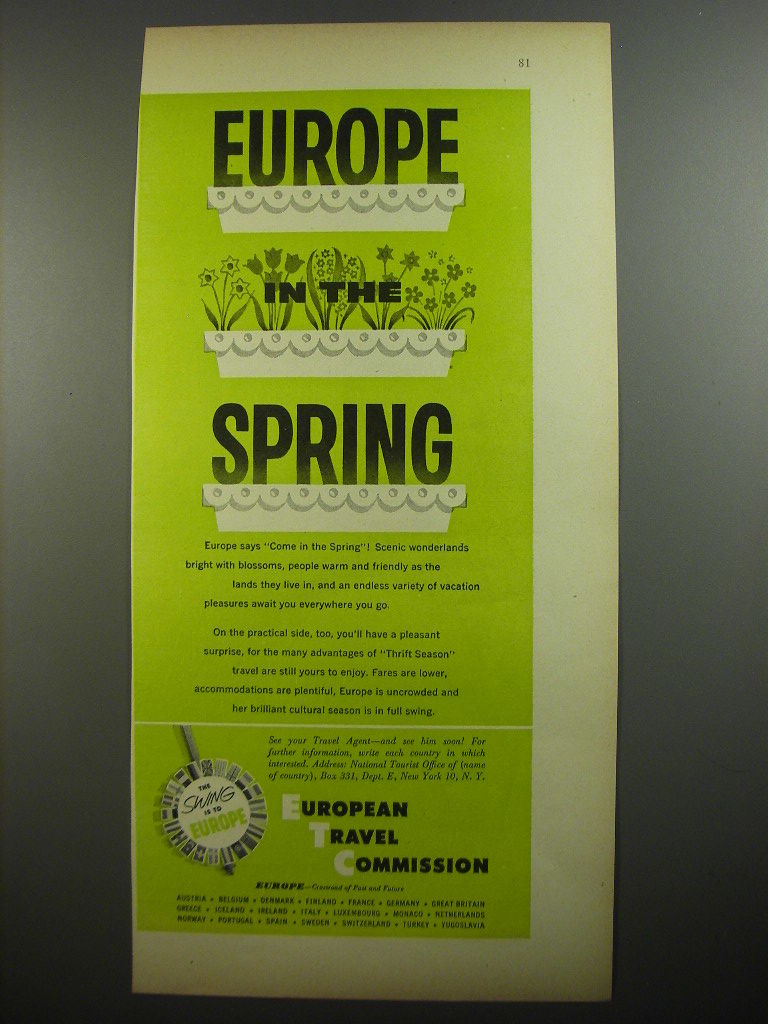 81
EUROPE
IN THE
SPRING
Europe says "Come in the Spring"! Scenic wonderlands
bright with blossoms, people warm and friendly as the
lands they live in, and an endless variety of vacation
pleasures await you everywhere you go.
On the practical side, too, you'll have a pleasant
surprise, for the many advantages of "Thrift Season"
travel are still yours to enjoy. Fares are lower,
accommodations are plentiful, Europe is uncrowded and
her brilliant cultural season is in full swing.
See your Travel Agent—and see him soon! For
further information, write each country in which
interested. Address: National Tourist Office of (name
of country), Box 331, Dept. E, New York 10, N. Y.
THE
SWING
IS TO
EUROPE
EUROPEAN
TRAVEL
COMMISSION
EUROPE—Crossroad of Past and Future
AUSTRIA • BELGIUM • DENMARK • FINLAND • FRANCE • GERMANY • GREAT BRITAIN
GREECE • ICELAND • IRELAND • ITALY • LUXEMBOURG • MONACO • NETHERLANDS
NORWAY • PORTUGAL • SPAIN • SWEDEN • SWITZERLAND • TURKEY • YUGOSLAVIA